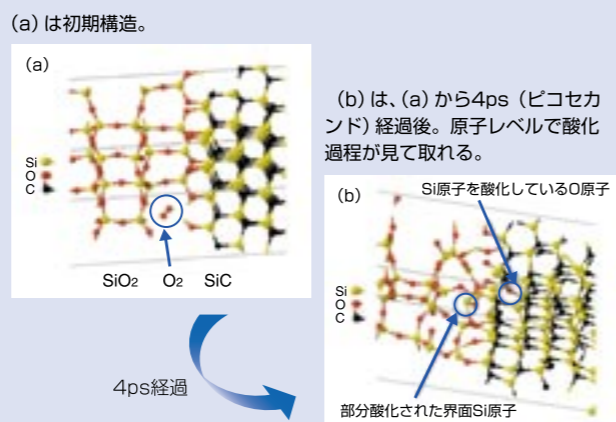 (a) は初期構造。
(a)
Si
O
C
SiO₂ O₂ SiC
4ps経過
(b) は、(a) から4ps（ピコセカ
ンド）経過後。原子レベルで酸化
過程が見て取れる。
(b)
Si原子を酸化しているO原子
Si
O
C
部分酸化された界面Si原子